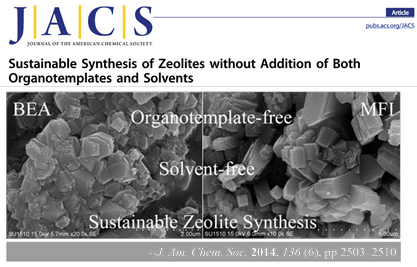 J|A|C|S
JOURNAL OF THE AMERICAN CHEMICAL SOCIETY
Article
pubs.acs.org/JACS
Sustainable Synthesis of Zeolites without Addition of Both
Organotemplates and Solvents
BEA
MFI
Organotemplate-free
Solvent-free
Sustainable Zeolite Synthesis
SU1510 15.0kV 5.7mm x20.0k SE
2.00um
SU1510 15.0kV
x10.0k SE
5.00um
--J. Am. Chem. Soc. 2014, 136 (6), pp 2503–2510